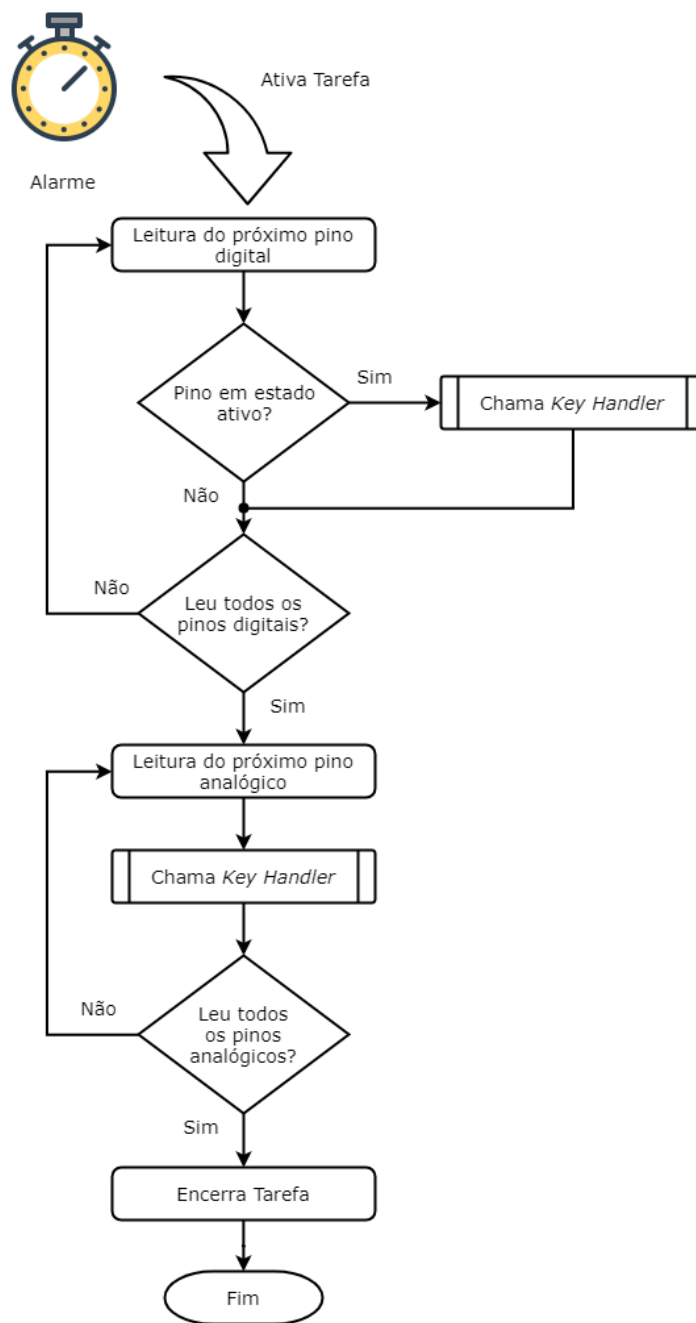 Ativa Tarefa
Alarme
Leitura do próximo pino
digital
Pino em estado
ativo?
Sim
Chama Key Handler
Não
Leu todos os
pinos digitais?
Não
Sim
Leitura do próximo pino
analógico
Chama Key Handler
Leu todos
os pinos
analógicos?
Não
Sim
Encerra Tarefa
Fim